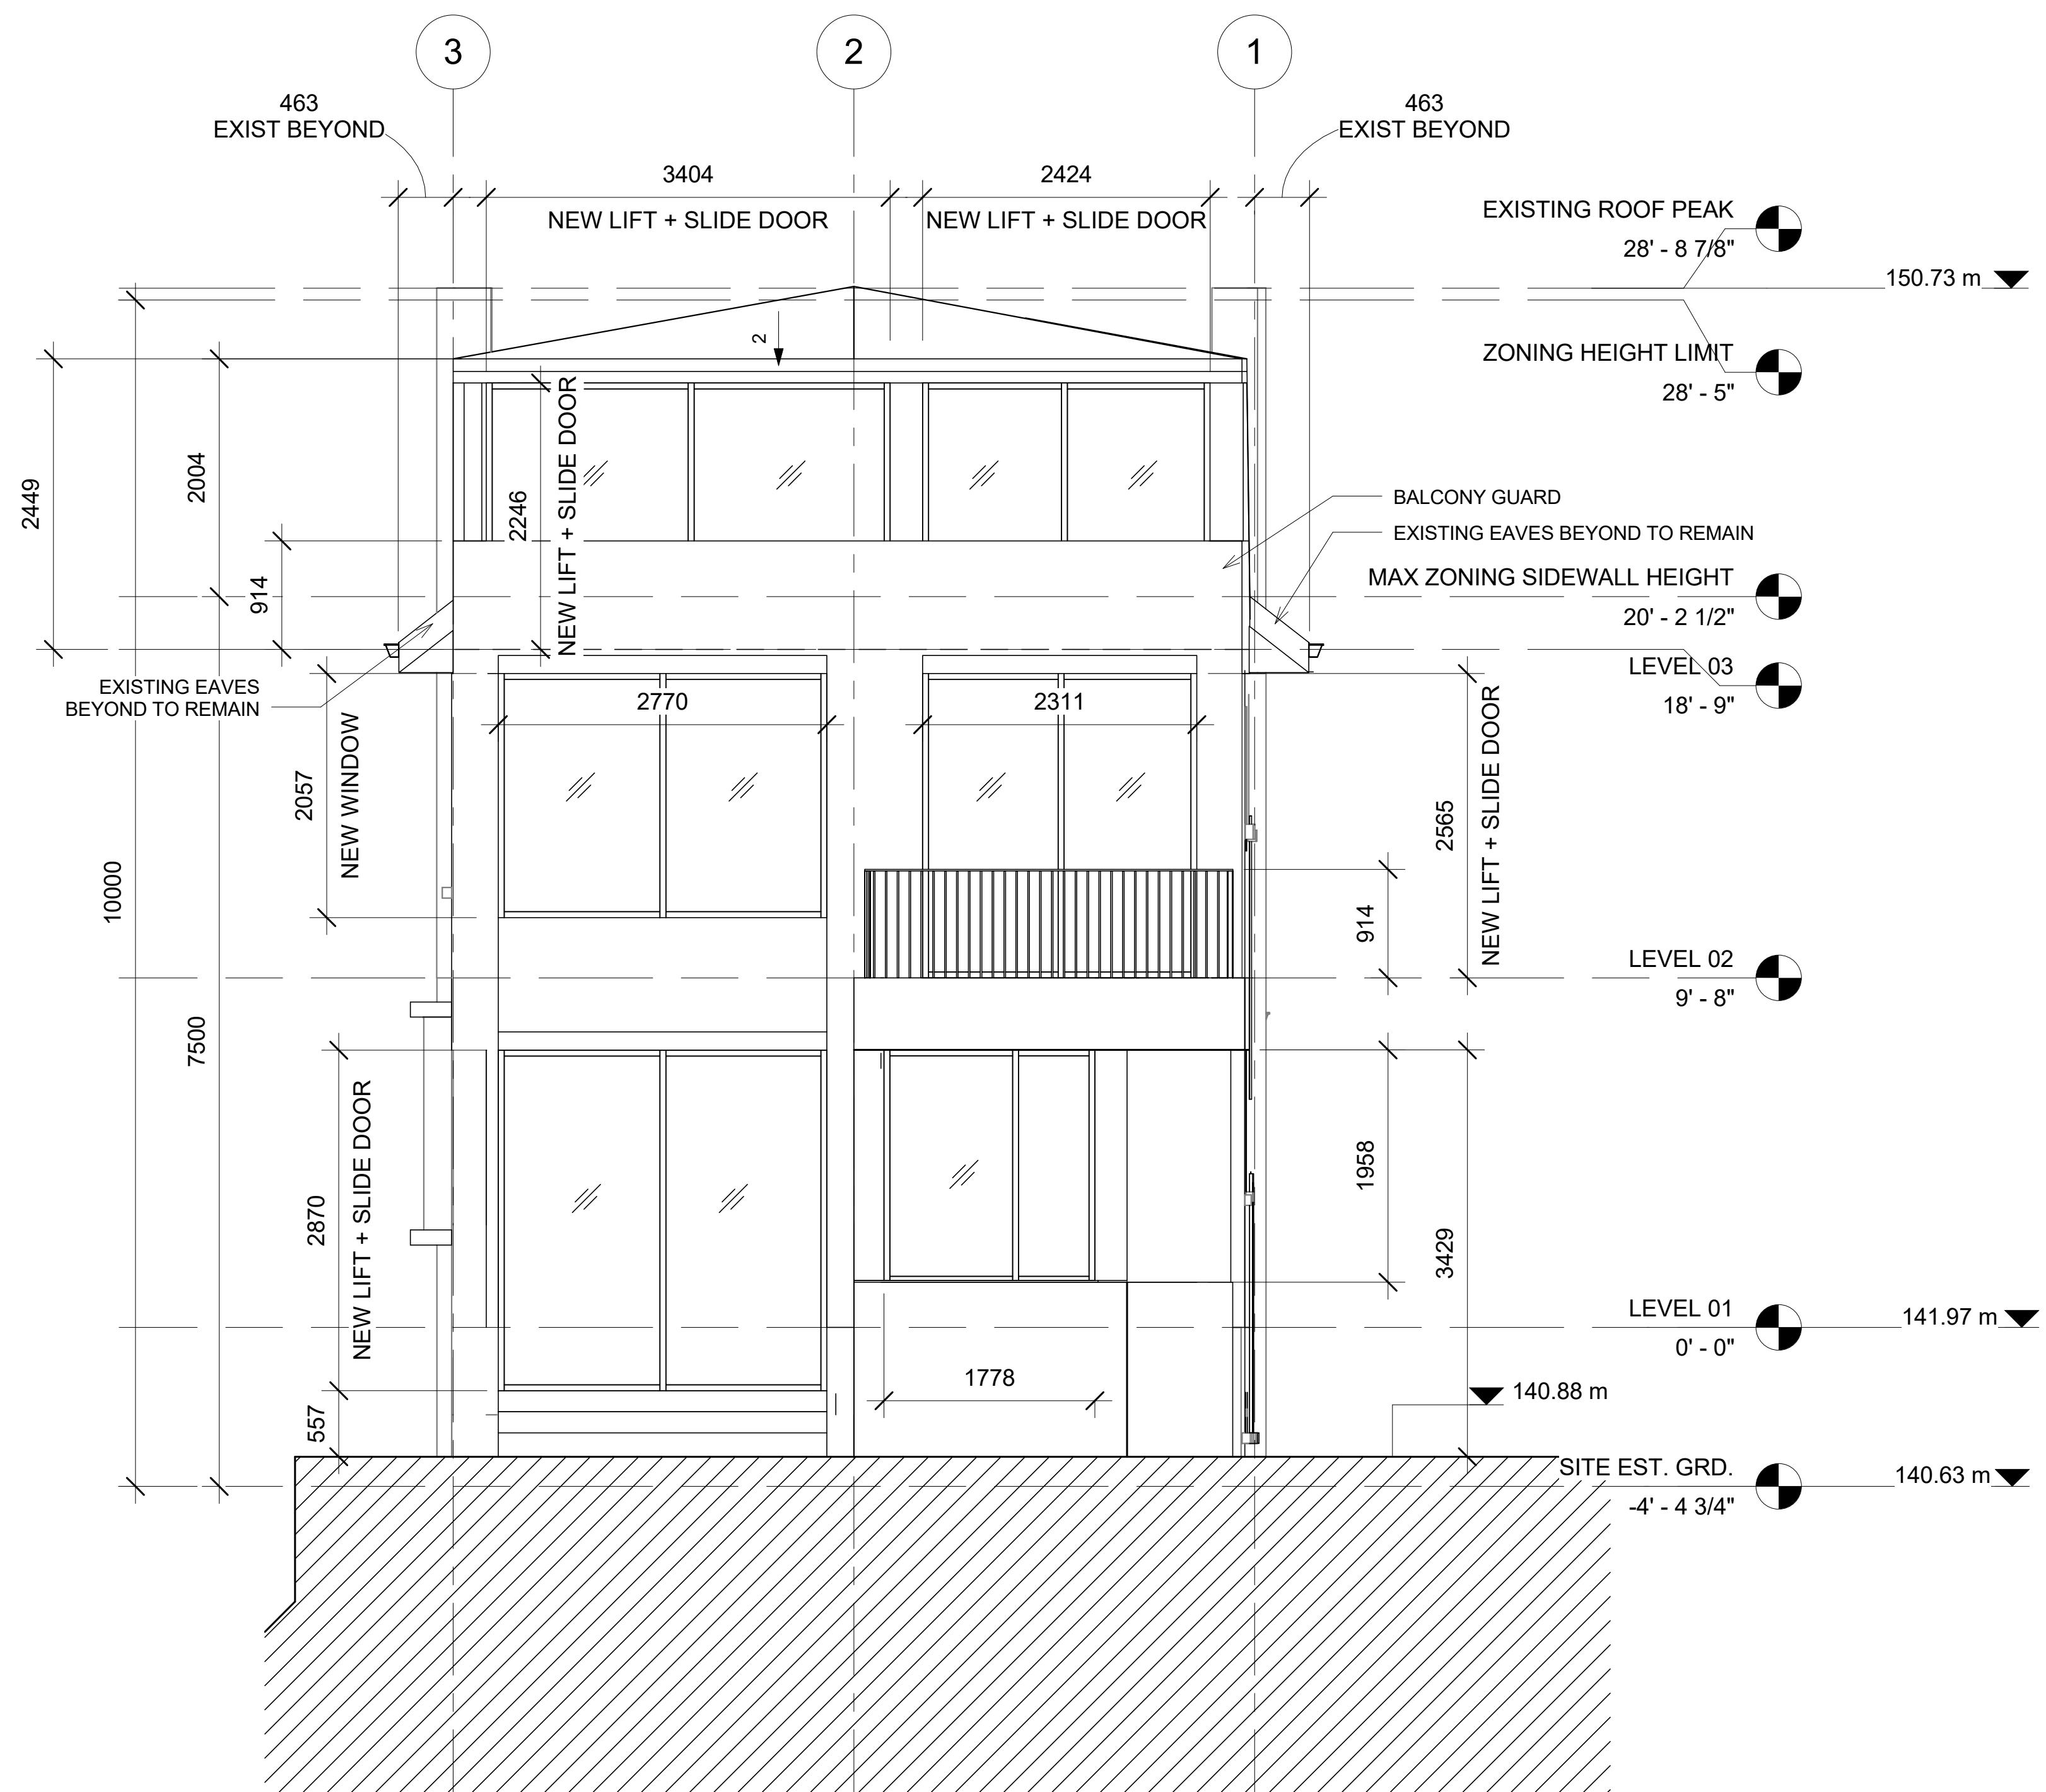 3
2
1
463
EXIST BEYOND
463
EXIST BEYOND
3404
NEW LIFT + SLIDE DOOR
2424
NEW LIFT + SLIDE DOOR
EXISTING ROOF PEAK
28' - 8 7/8"
150.73 m
ZONING HEIGHT LIMIT
28' - 5"
2
2449
2004
914
2246
NEW LIFT + SLIDE DOOR
BALCONY GUARD
EXISTING EAVES BEYOND TO REMAIN
MAX ZONING SIDEWALL HEIGHT
20' - 2 1/2"
LEVEL 03
18' - 9"
EXISTING EAVES
BEYOND TO REMAIN
2770
2311
2057
NEW WINDOW
2565
NEW LIFT + SLIDE DOOR
10000
914
LEVEL 02
9' - 8"
7500
2870
NEW LIFT + SLIDE DOOR
1958
3429
LEVEL 01
0' - 0"
141.97 m
1778
140.88 m
557
SITE EST. GRD.
-4' - 4 3/4"
140.63 m